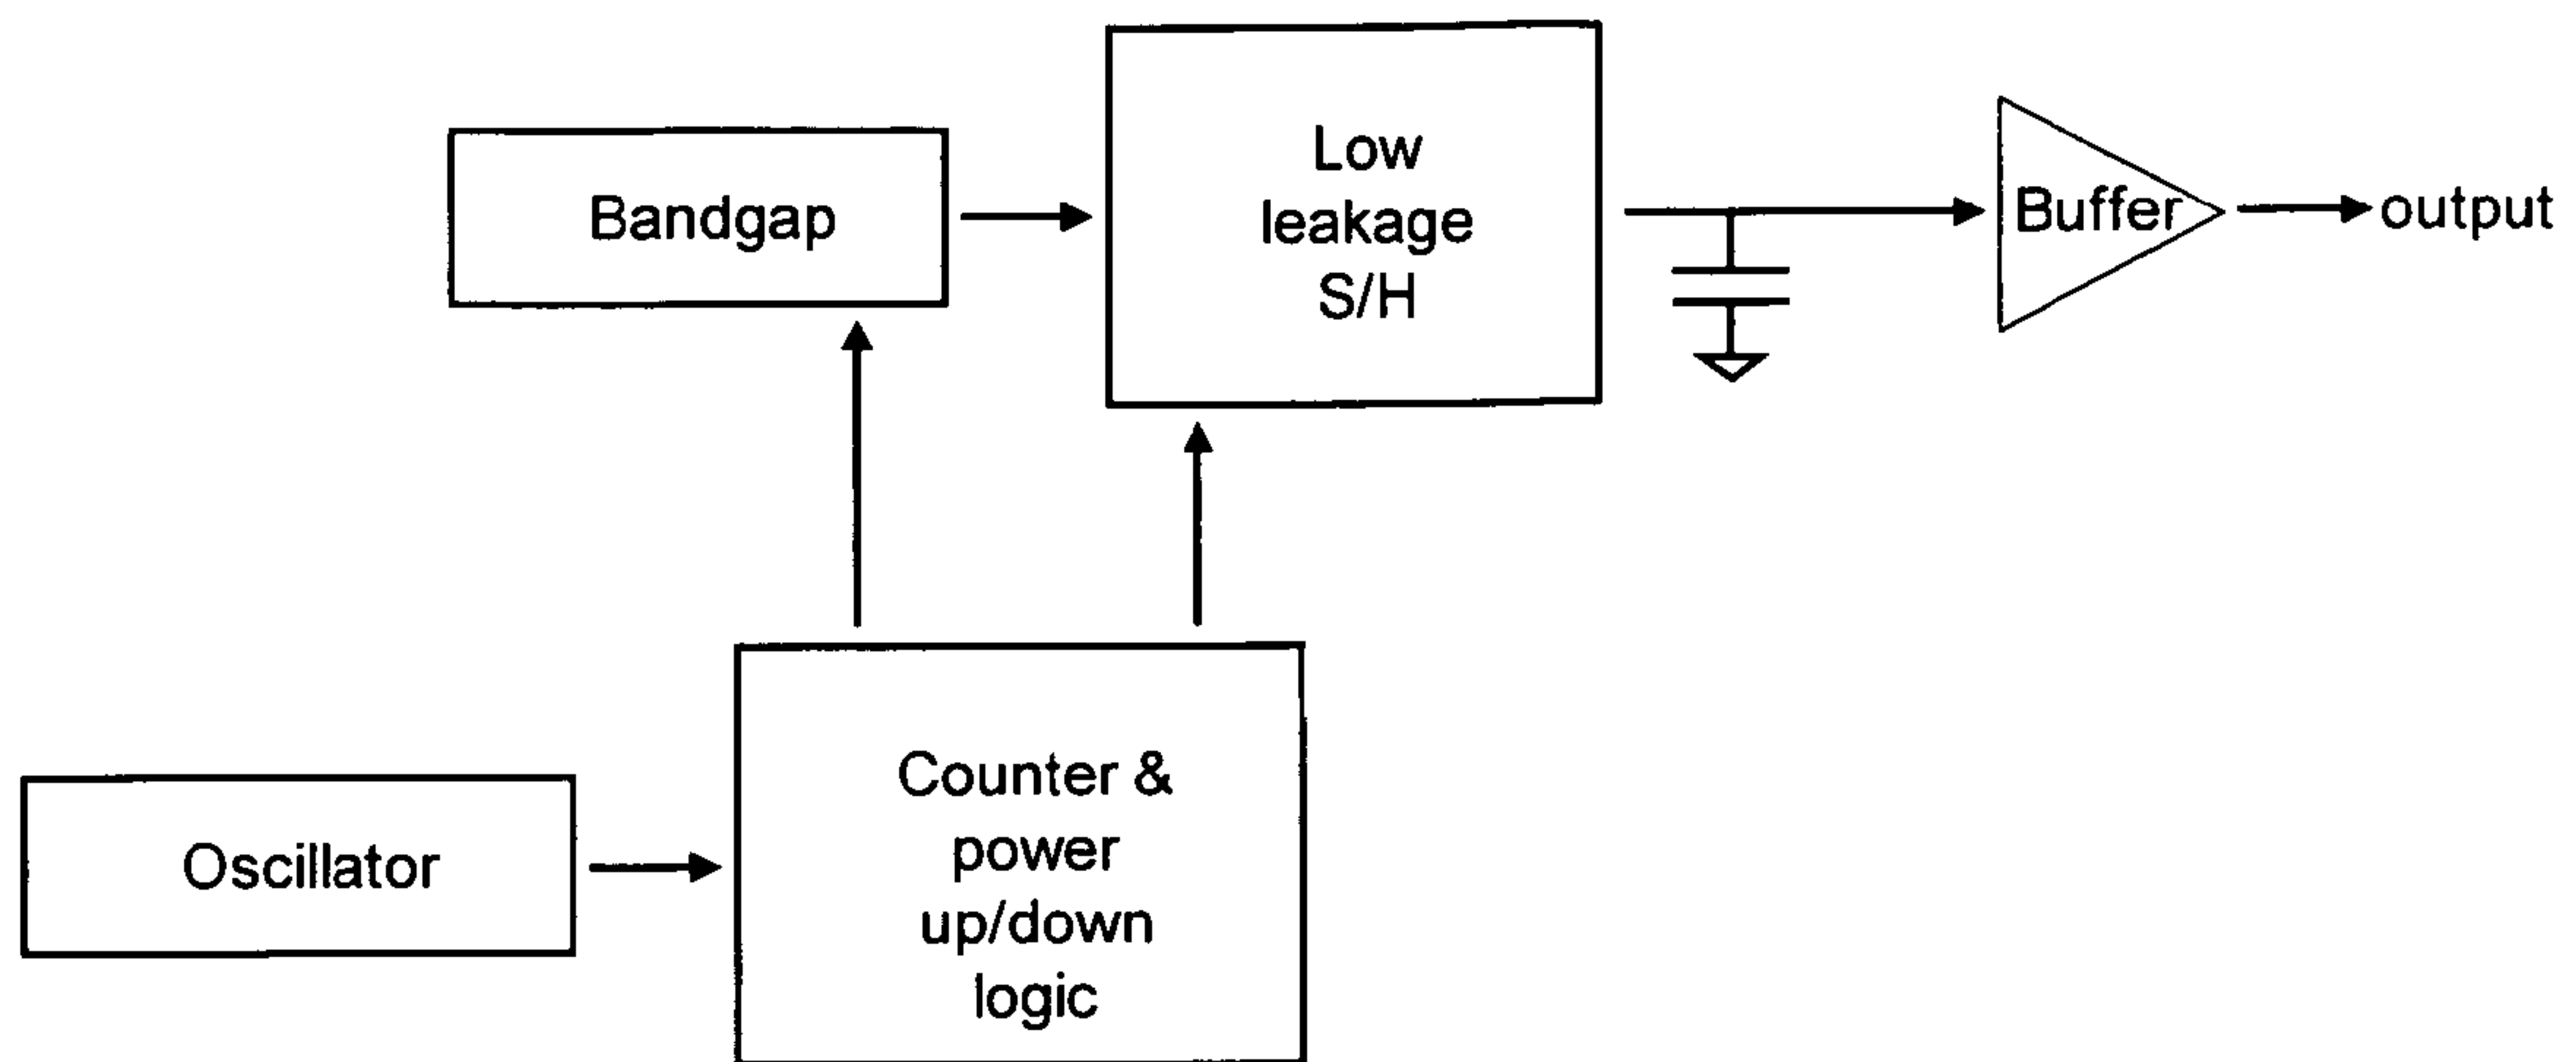 Low
leakage
S/H
Bandgap
Buffer
output
Counter &
power
up/down
logic
Oscillator